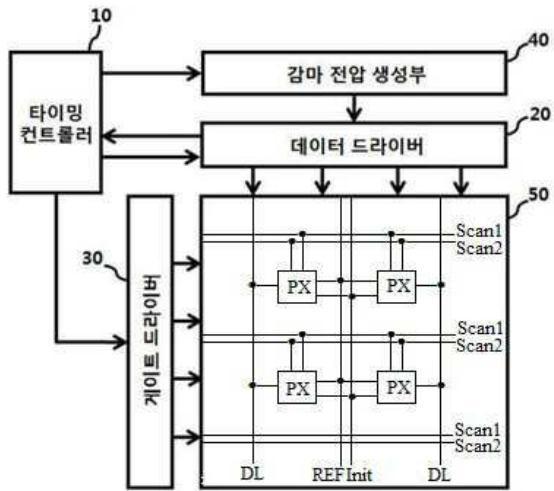 10
40
감마 전압 생성부
타이밍
컨트롤러
20
데이터 드라이버
50
30
게이트 드라이버
Scan1
Scan2
PX
PX
Scan1
Scan2
PX
PX
Scan1
Scan2
DL
REF
Init
DL